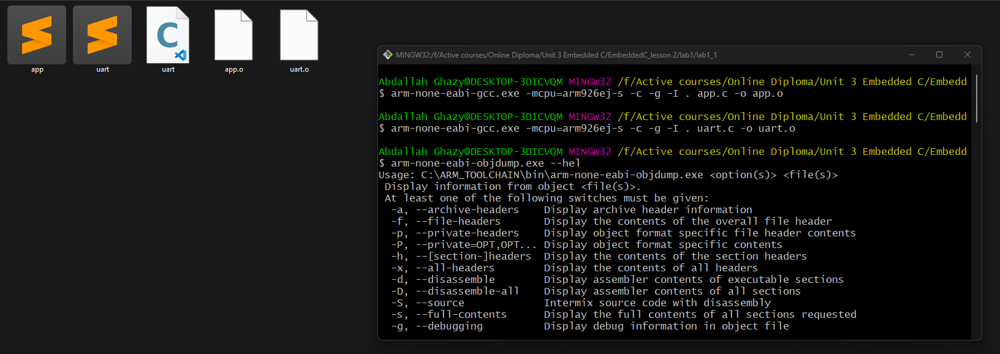 app
uart
C
uart
app.o
uart.o
MINGW32:/f/Active courses/Online Diploma/Unit 3 Embedded C/EmbeddedC_lesson 2/lab1/lab1_1
Abdallah Ghazy@DESKTOP-3DICVQM MINGW32 /f/Active courses/Online Diploma/Unit 3 Embedded C/Embedd
$ arm-none-eabi-gcc.exe -mcpu=arm926ej-s -c -g -I . app.c -o app.o
Abdallah Ghazy@DESKTOP-3DICVQM MINGW32 /f/Active courses/Online Diploma/Unit 3 Embedded C/Embedd
$ arm-none-eabi-gcc.exe -mcpu=arm926ej-s -c -g -I . uart.c -o uart.o
Abdallah Ghazy@DESKTOP-3DICVQM MINGW32 /f/Active courses/Online Diploma/Unit 3 Embedded C/Embedd
$ arm-none-eabi-objdump.exe --hel
Usage: C:\ARM_TOOLCHAIN\bin\arm-none-eabi-objdump.exe <option(s)> <file(s)>
Display information from object <file(s)>.
At least one of the following switches must be given:
-a, --archive-headers    Display archive header information
-f, --file-headers       Display the contents of the overall file header
-p, --private-headers    Display object format specific file header contents
-P, --private=OPT,OPT... Display object format specific contents
-h, --[section-]headers  Display the contents of the section headers
-x, --all-headers        Display the contents of all headers
-d, --disassemble        Display assembler contents of executable sections
-D, --disassemble-all    Display assembler contents of all sections
-S, --source             Intermix source code with disassembly
-s, --full-contents      Display the full contents of all sections requested
-g, --debugging          Display debug information in object file